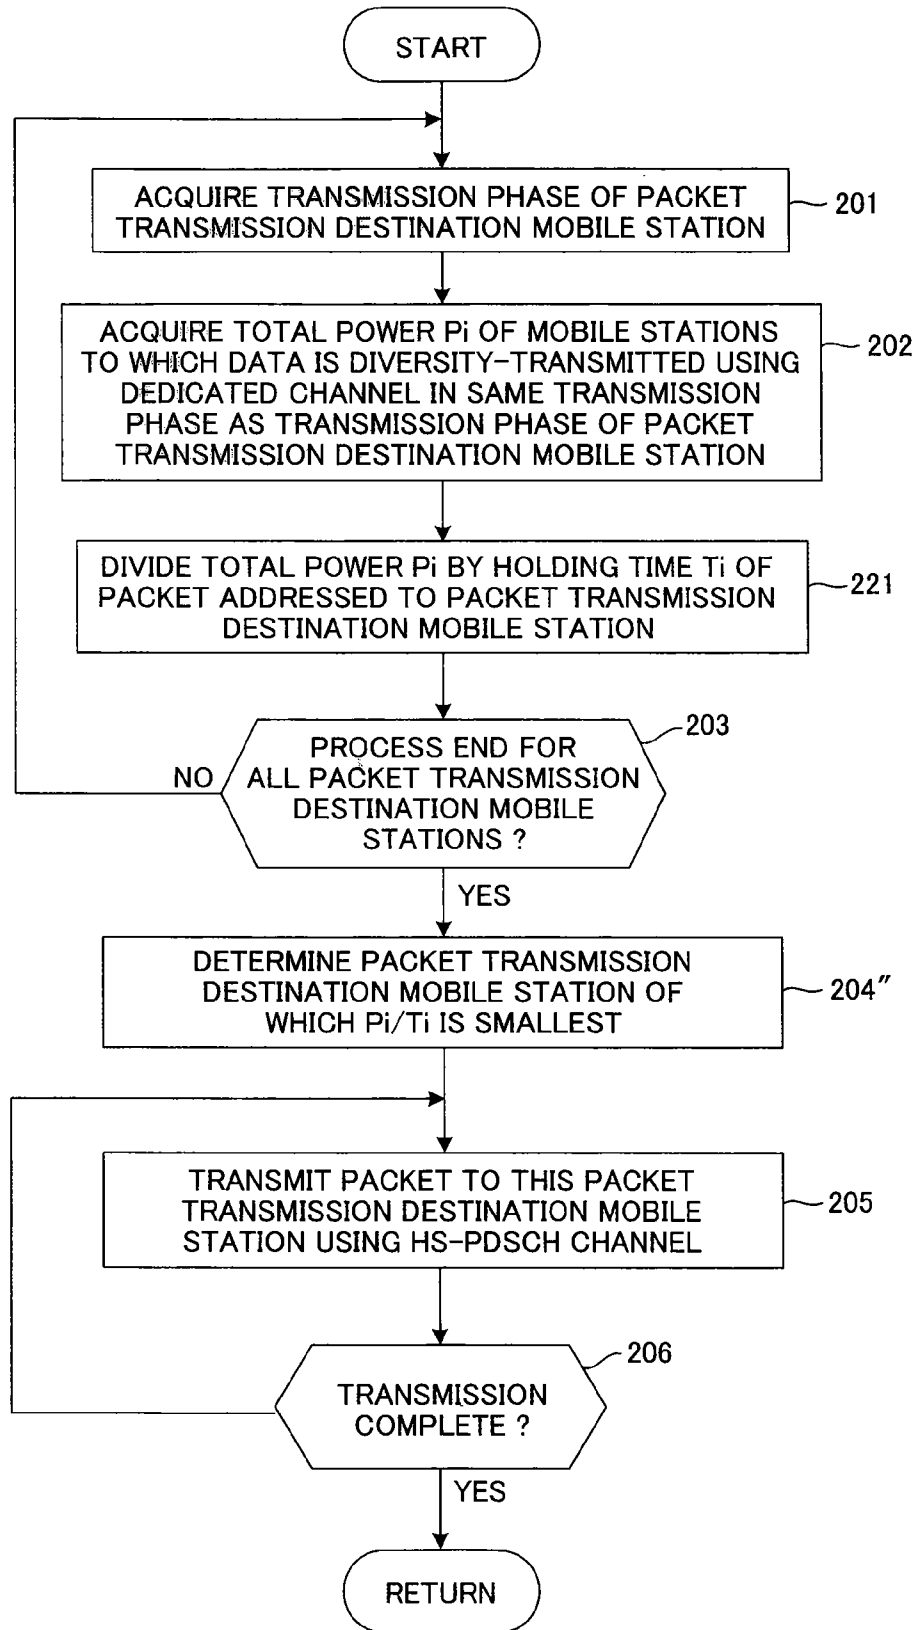 START
ACQUIRE TRANSMISSION PHASE OF PACKET
TRANSMISSION DESTINATION MOBILE STATION
201
ACQUIRE TOTAL POWER Pi OF MOBILE STATIONS
TO WHICH DATA IS DIVERSITY-TRANSMITTED USING
DEDICATED CHANNEL IN SAME TRANSMISSION
PHASE AS TRANSMISSION PHASE OF PACKET
TRANSMISSION DESTINATION MOBILE STATION
202
DIVIDE TOTAL POWER Pi BY HOLDING TIME Ti OF
PACKET ADDRESSED TO PACKET TRANSMISSION
DESTINATION MOBILE STATION
221
PROCESS END FOR
ALL PACKET TRANSMISSION
DESTINATION MOBILE
STATIONS ?
203
NO
YES
DETERMINE PACKET TRANSMISSION
DESTINATION MOBILE STATION OF
WHICH Pi/Ti IS SMALLEST
204″
TRANSMIT PACKET TO THIS PACKET
TRANSMISSION DESTINATION MOBILE
STATION USING HS-PDSCH CHANNEL
205
TRANSMISSION
COMPLETE ?
206
YES
RETURN